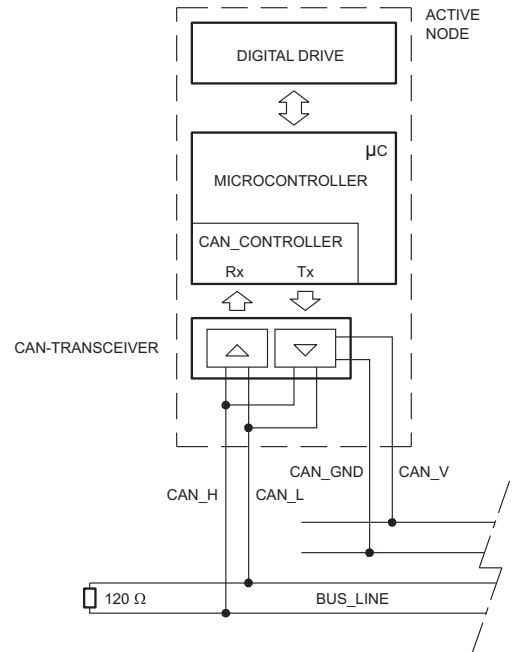 ACTIVE
NODE
DIGITAL DRIVE
µC
MICROCONTROLLER
CAN_CONTROLLER
Rx Tx
CAN-TRANSCEIVER
CAN_GND CAN_V
CAN_H CAN_L
120 Ω BUS_LINE